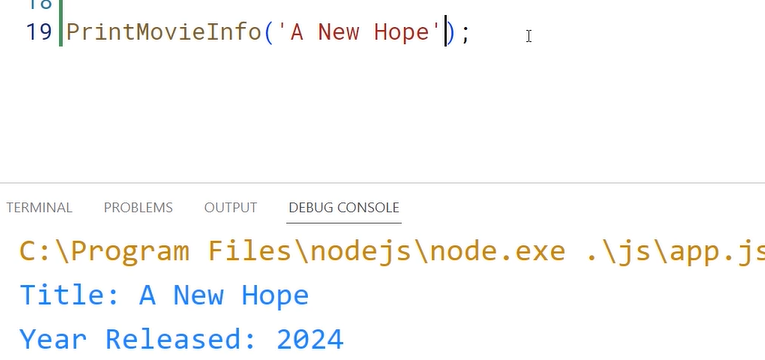 18
19 PrintMovieInfo('A New Hope');
TERMINAL PROBLEMS OUTPUT DEBUG CONSOLE
C:\Program Files\nodejs\node.exe .\js\app.js
Title: A New Hope
Year Released: 2024